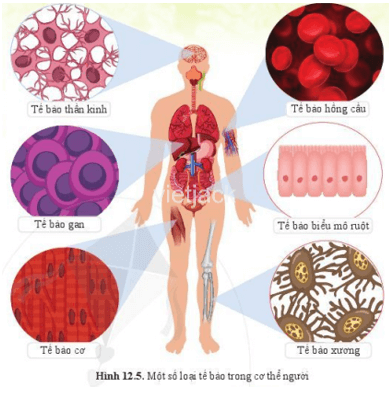 Tế bào thần kinh
Tế bào hồng cầu
vietjack
Tế bào gan
Tế bào biểu mô ruột
Tế bào cơ
Tế bào xương
Hình 12.5. Một số loại tế bào trong cơ thể người